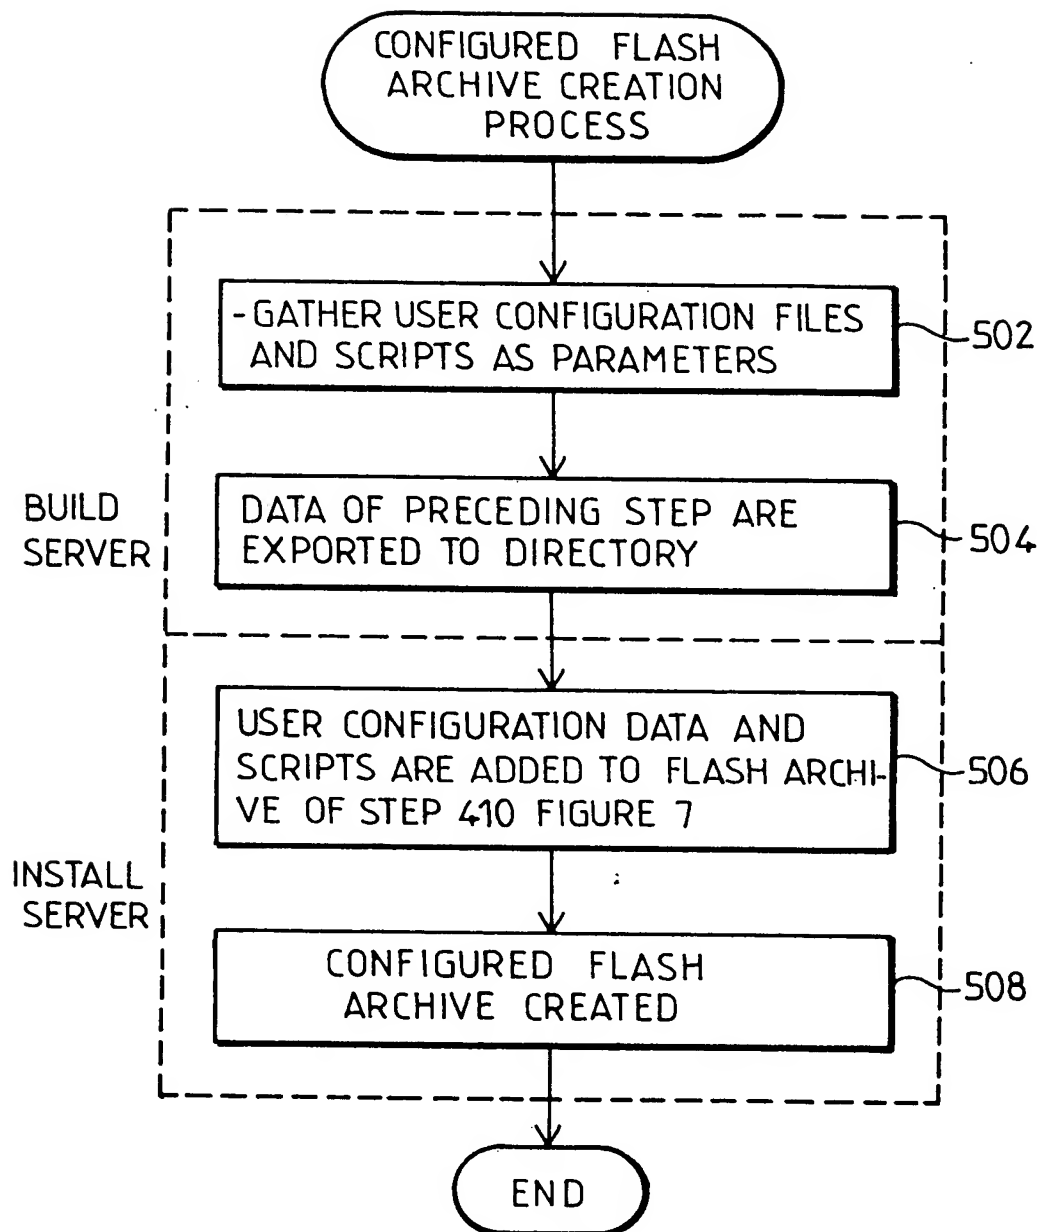 CONFIGURED FLASH
ARCHIVE CREATION
PROCESS
-GATHER USER CONFIGURATION FILES
AND SCRIPTS AS PARAMETERS
502
BUILD
SERVER
DATA OF PRECEDING STEP ARE
EXPORTED TO DIRECTORY
504
USER CONFIGURATION DATA AND
SCRIPTS ARE ADDED TO FLASH ARCHI-
VE OF STEP 410 FIGURE 7
506
INSTALL
SERVER
CONFIGURED FLASH
ARCHIVE CREATED
508
END